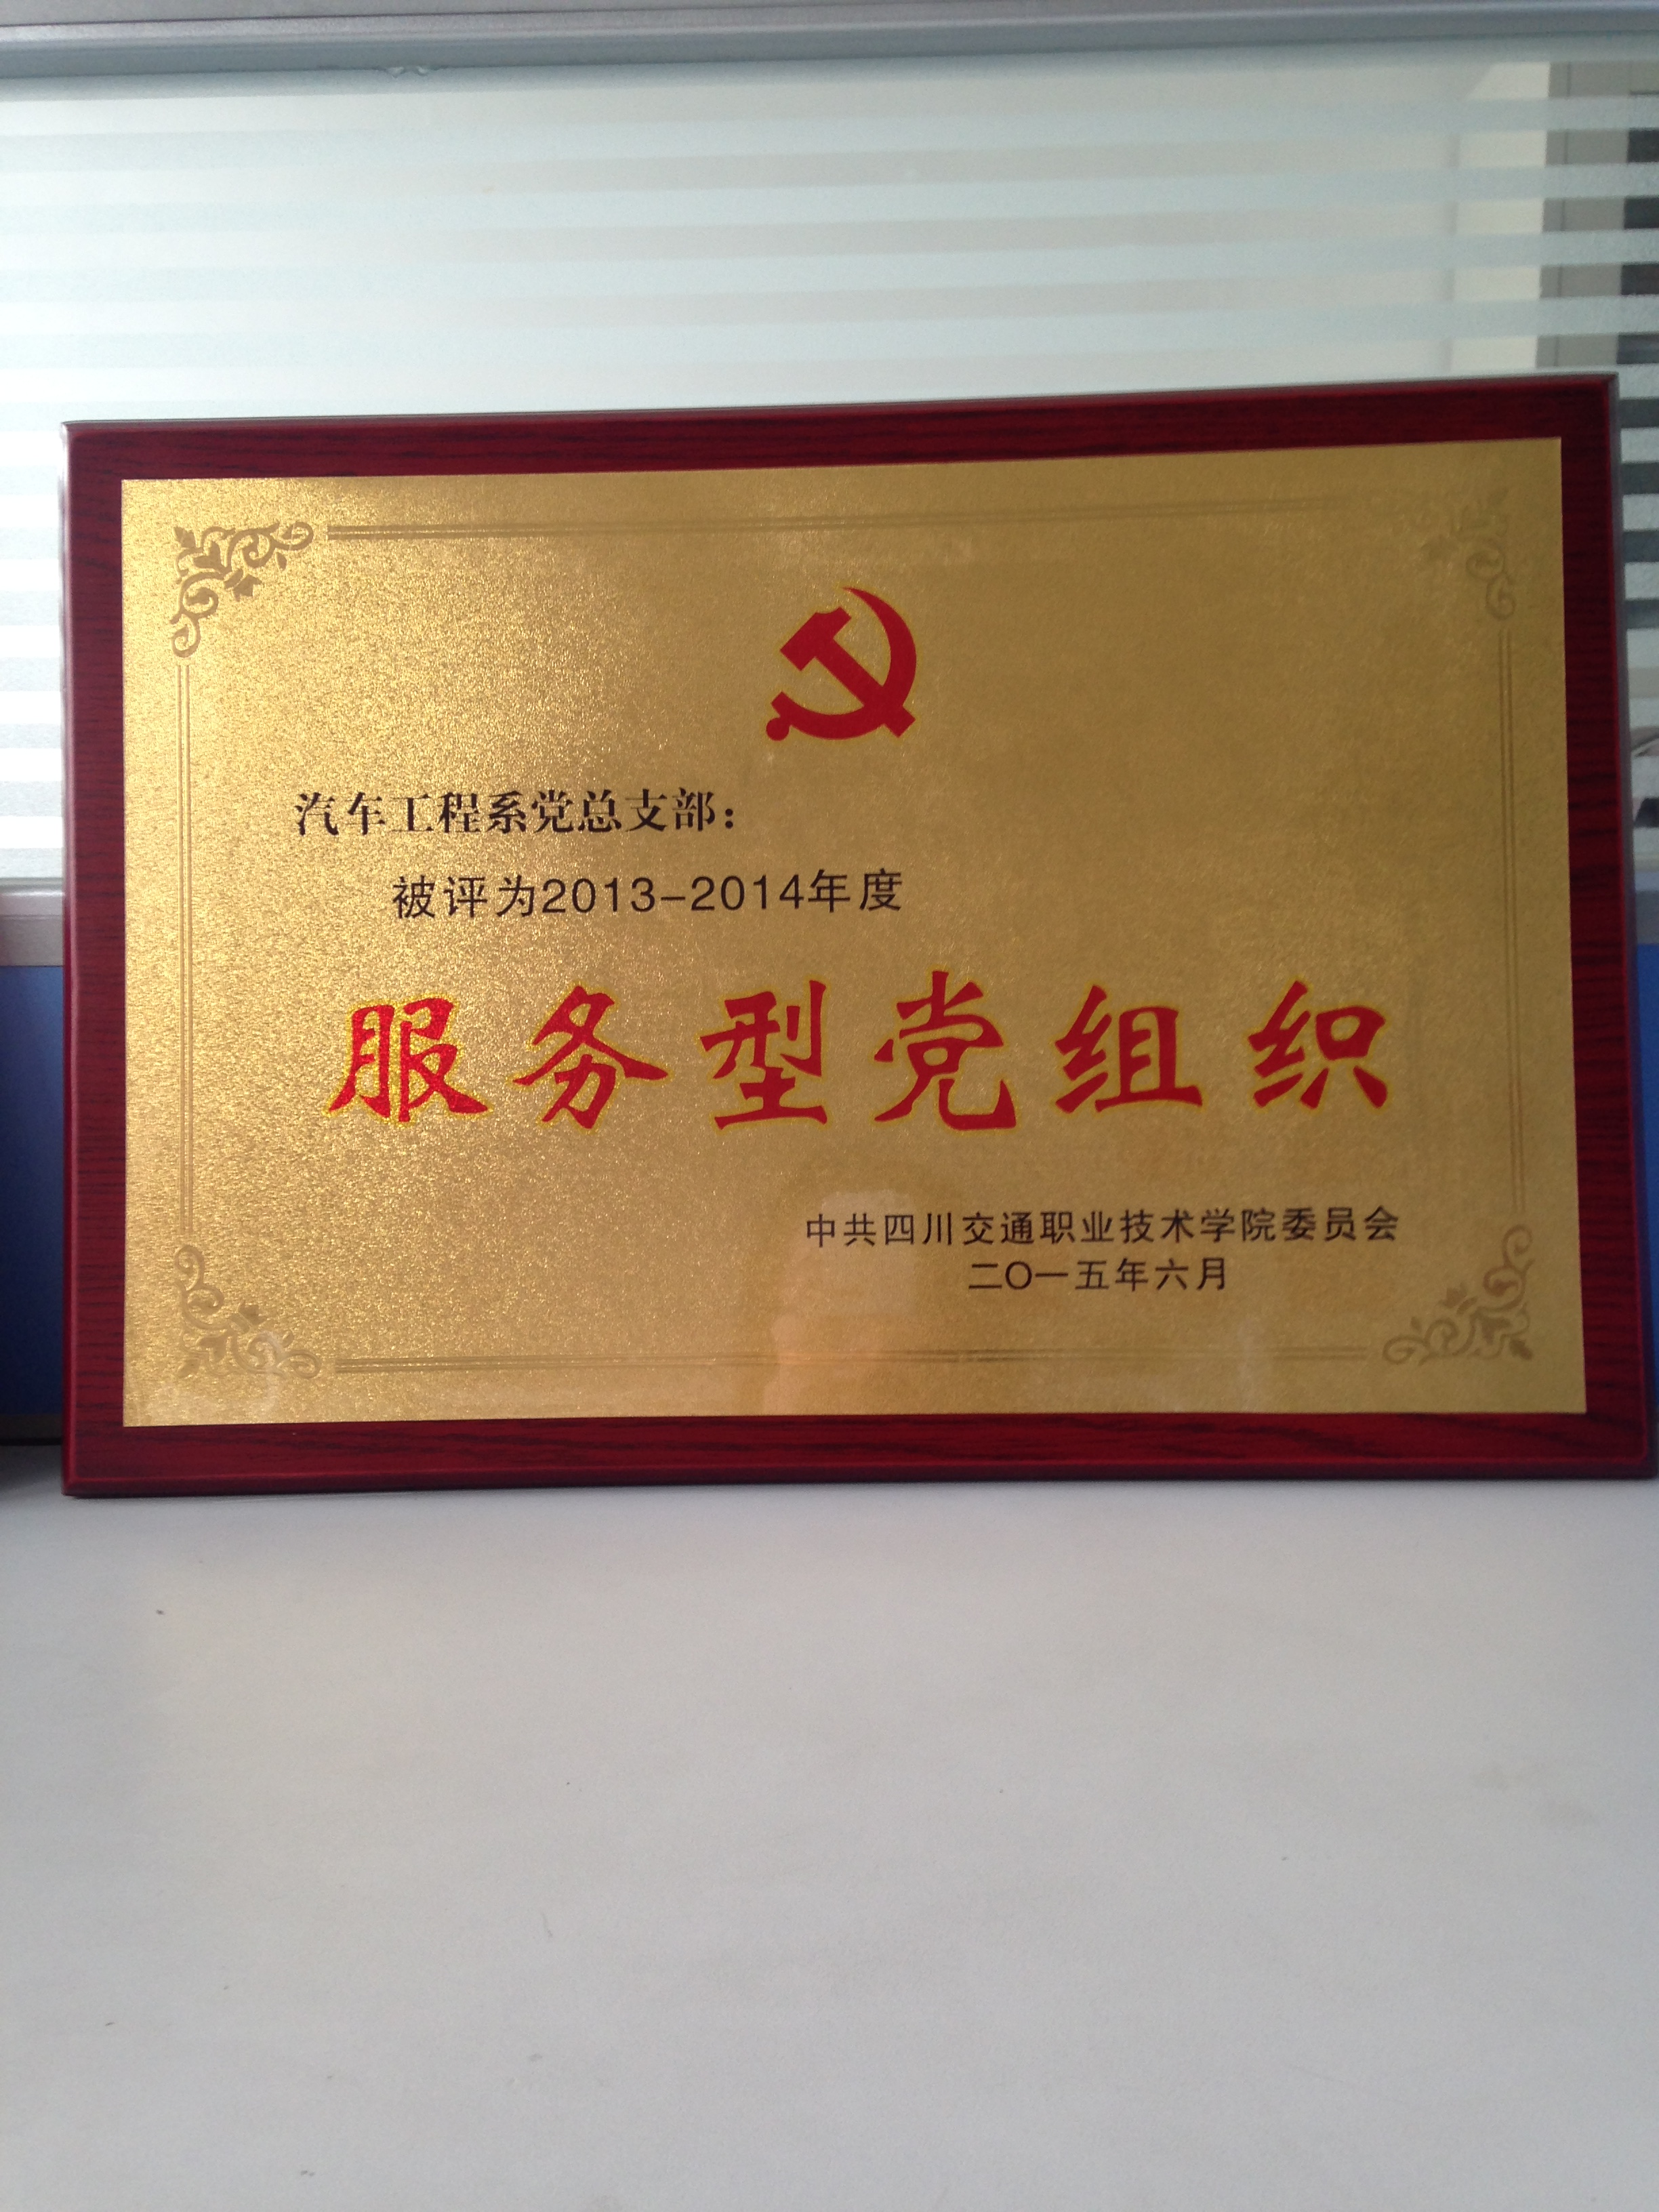 汽车工程系党总支部：
被评为2013-2014年度
服务型党组织
中共四川交通职业技术学院委员会
二〇一五年六月